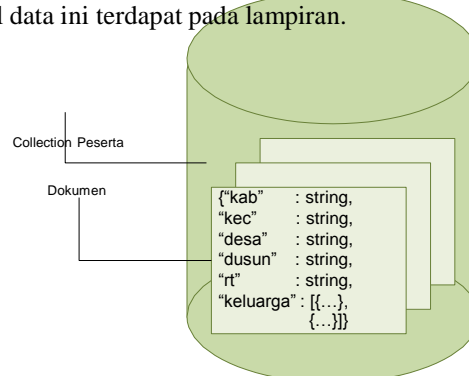 l data ini terdapat pada lampiran.
Collection Peserta
Dokumen
{“kab” : string,
“kec” : string,
“desa” : string,
“dusun” : string,
“rt” : string,
“keluarga” : [{…},
{…}]}